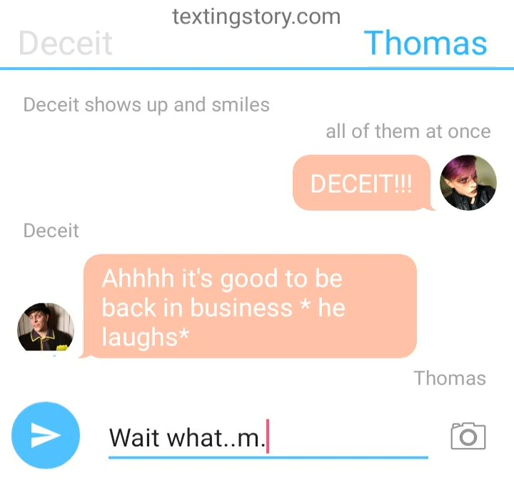 textingstory.com
Deceit Thomas
Deceit shows up and smiles
all of them at once
DECEIT!!!
Deceit
Ahhhh it's good to be
back in business * he
laughs*
Thomas
Wait what..m.